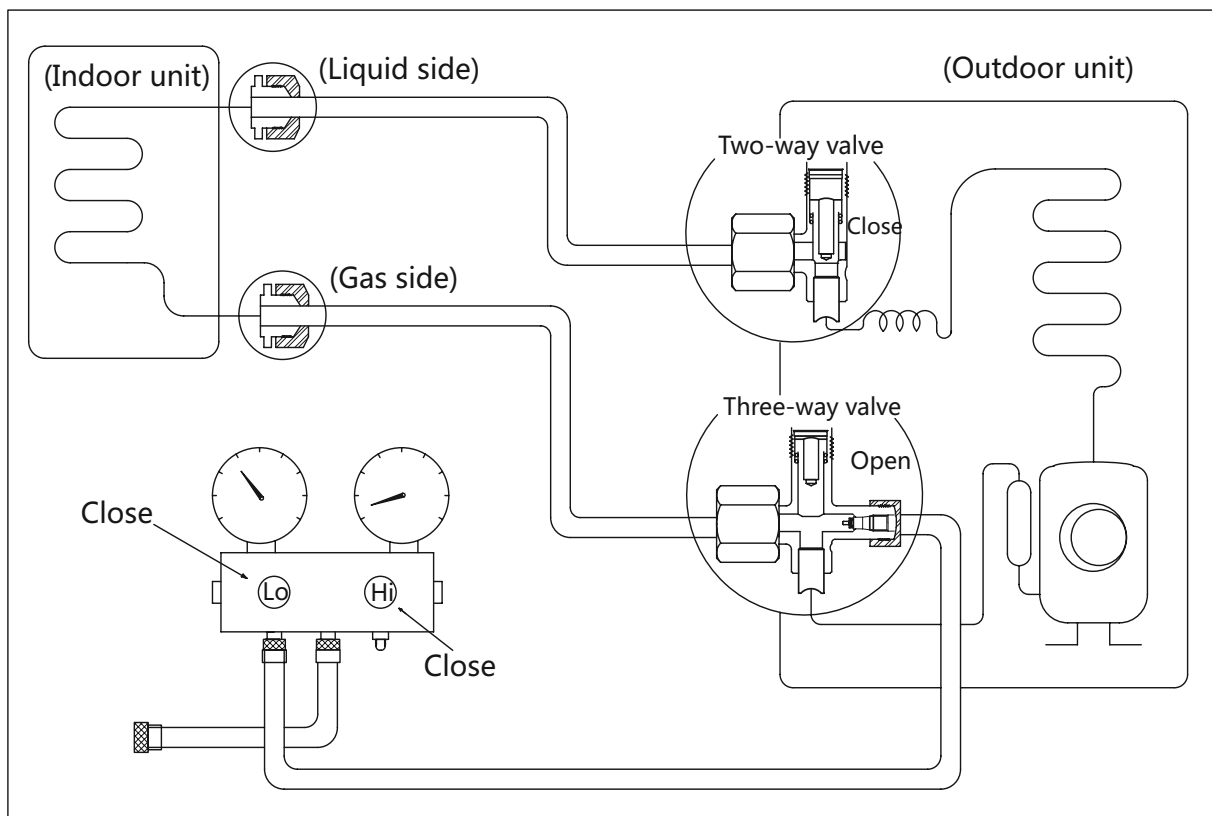 (Indoor unit)
(Liquid side)
(Outdoor unit)
Two-way valve
Close
(Gas side)
Three-way valve
Open
Close
Lo
Hi
Close